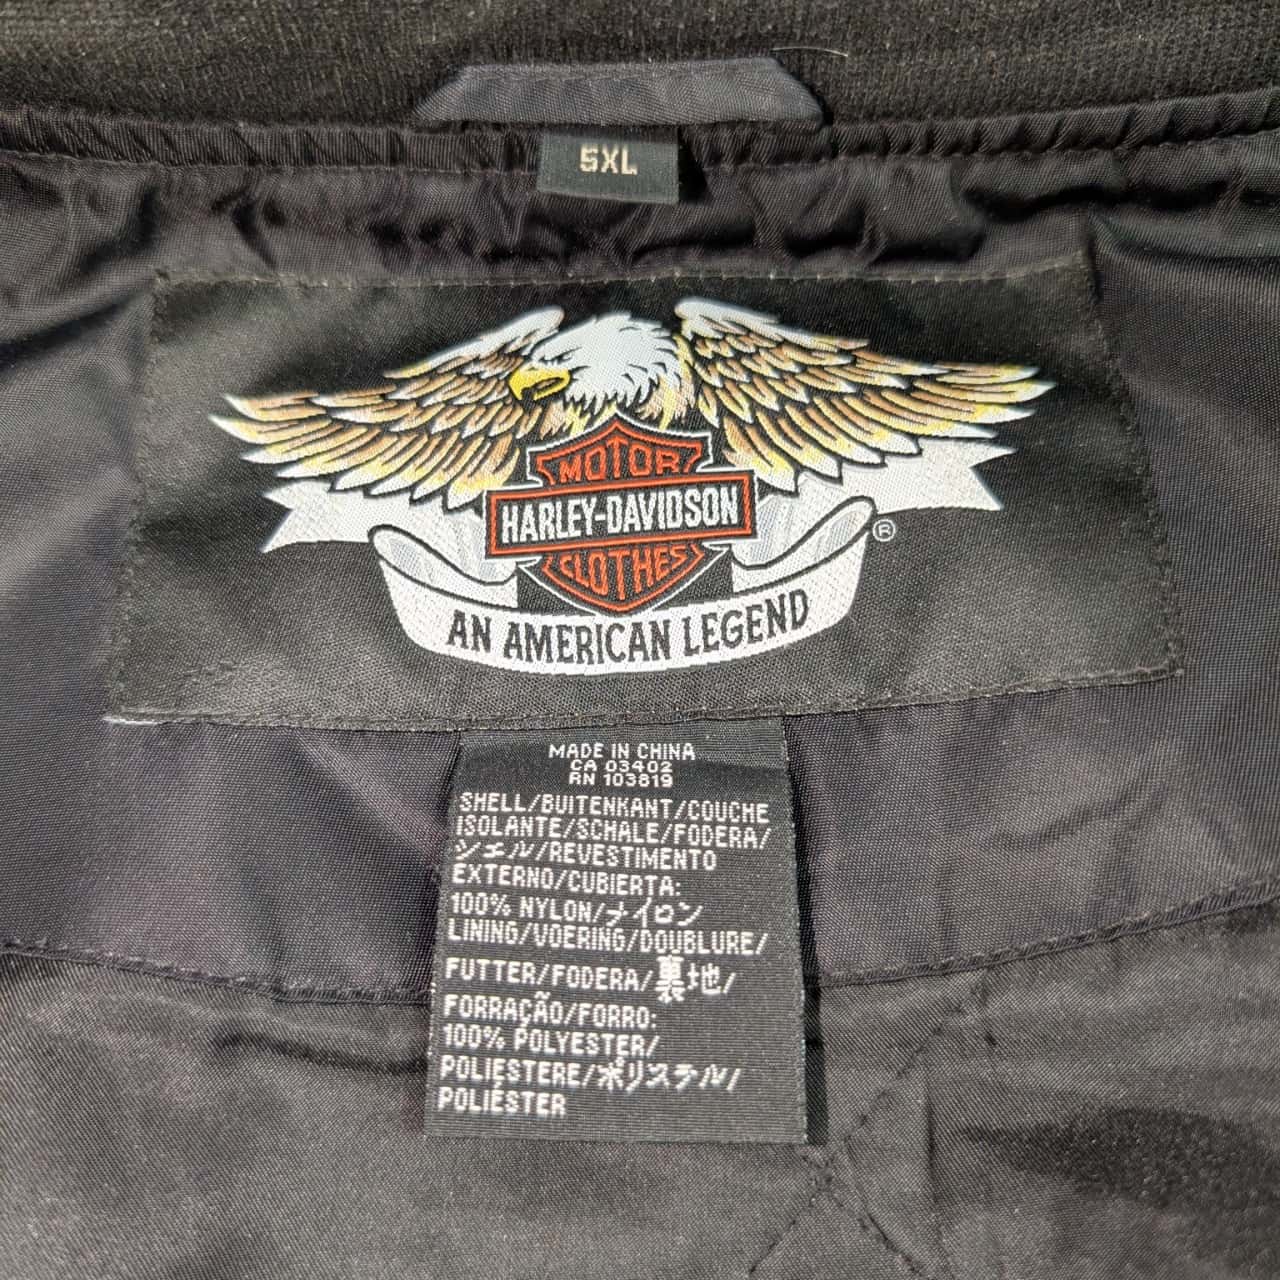 5XL
MOTOR
HARLEY-DAVIDSON
CLOTHES
®
AN AMERICAN LEGEND
MADE IN CHINA
CA 03402
RN 103819
SHELL/BUITENKANT/COUCHE
ISOLANTE/SCHALE/FODERA/
シェル/REVESTIMENTO
EXTERNO/CUBIERTA:
100% NYLON/ナイロン
LINING/VOERING/DOUBLURE/
FUTTER/FODERA/裏地/
FORRAÇÃO/FORRO:
100% POLYESTER/
POLIESTERE/ポリステル/
POLIÉSTER